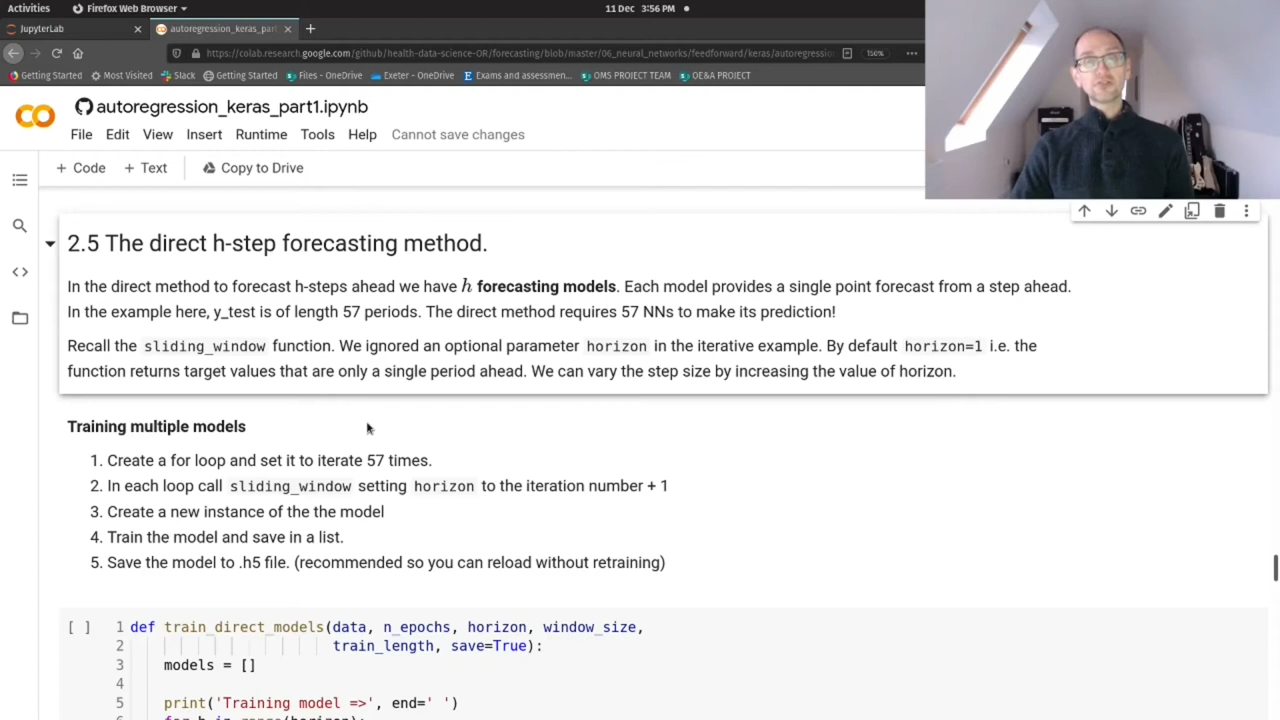 Activities
Firefox Web Browser
11 Dec 3:56 PM
JupyterLab
autoregression_keras_part
https://colab.research.google.com/github/health-data-science-OR/forecasting/blob/master/06_neural_networks/feedforward/keras/autoregressio
150%
Getting Started
Most Visited
Slack
Getting Started
Files - OneDrive
Exeter - OneDrive
Exams and assessmen...
OMS PROJECT TEAM
OE&A PROJECT
autoregression_keras_part1.ipynb
File Edit View Insert Runtime Tools Help Cannot save changes
+ Code + Text Copy to Drive
2.5 The direct h-step forecasting method.
In the direct method to forecast h-steps ahead we have h forecasting models. Each model provides a single point forecast from a step ahead.
In the example here, y_test is of length 57 periods. The direct method requires 57 NNs to make its prediction!
Recall the sliding_window function. We ignored an optional parameter horizon in the iterative example. By default horizon=1 i.e. the
function returns target values that are only a single period ahead. We can vary the step size by increasing the value of horizon.
Training multiple models
1. Create a for loop and set it to iterate 57 times.
2. In each loop call sliding_window setting horizon to the iteration number + 1
3. Create a new instance of the the model
4. Train the model and save in a list.
5. Save the model to .h5 file. (recommended so you can reload without retraining)
[ ] 1 def train_direct_models(data, n_epochs, horizon, window_size,
2 train_length, save=True):
3 models = []
4
5 print('Training model =>', end=' ')
6 for h in range(horizon):